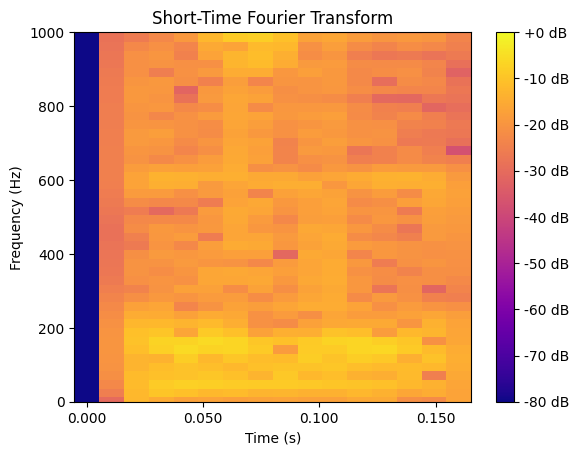 Short-Time Fourier Transform
1000
800
600
400
200
0
Frequency (Hz)
0.000
0.050
0.100
0.150
Time (s)
+0 dB
-10 dB
-20 dB
-30 dB
-40 dB
-50 dB
-60 dB
-70 dB
-80 dB